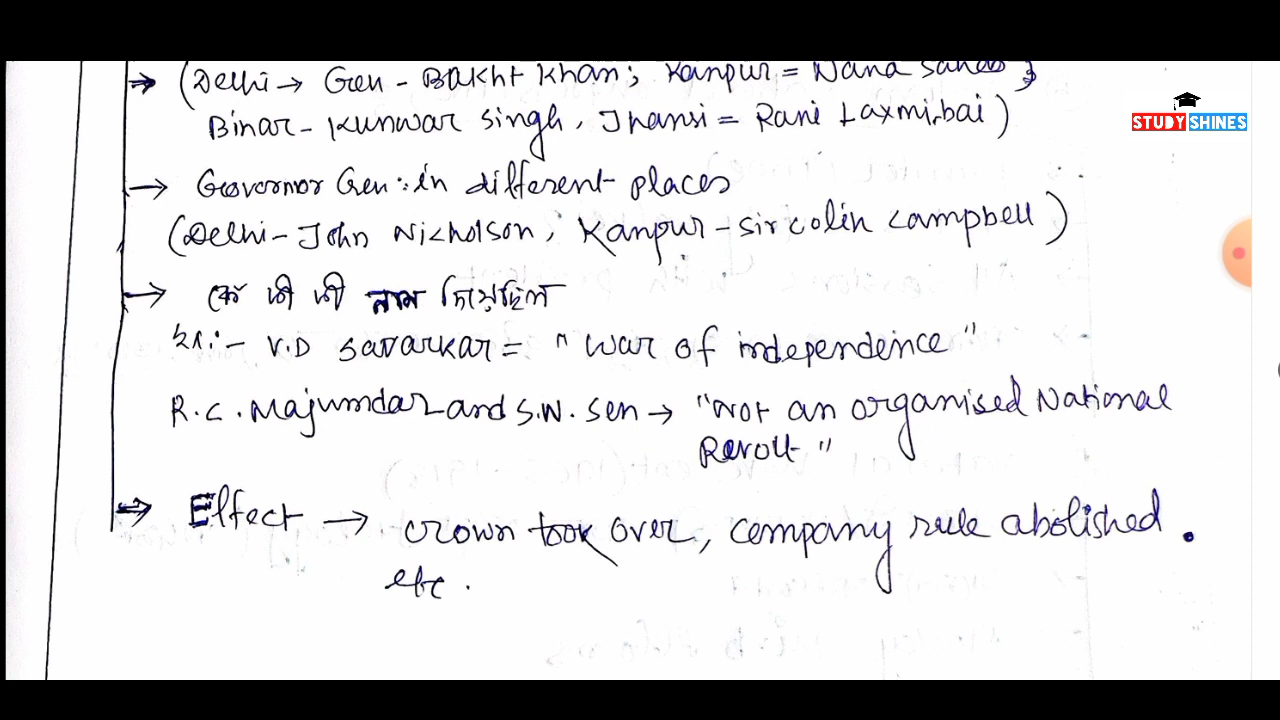 (Delhi → Gen - Bakht Khan; Kanpur = Nana Saheb;
STUDY SHINES
Bihar - Kunwar Singh, Jhansi = Rani Laxmi.bai)
→ Governor Gen: in different places
(Delhi - John Nicholson, Kanpur - Sir Colin Campbell)
→ কে কী কী নাম দিয়েছিল
V.D Savarkar = "War of independence"
R.C. Majumdar and S.N. Sen → "Not an organised National
Revolt"
⇒ Effect → crown took over, company rule abolished.
etc.